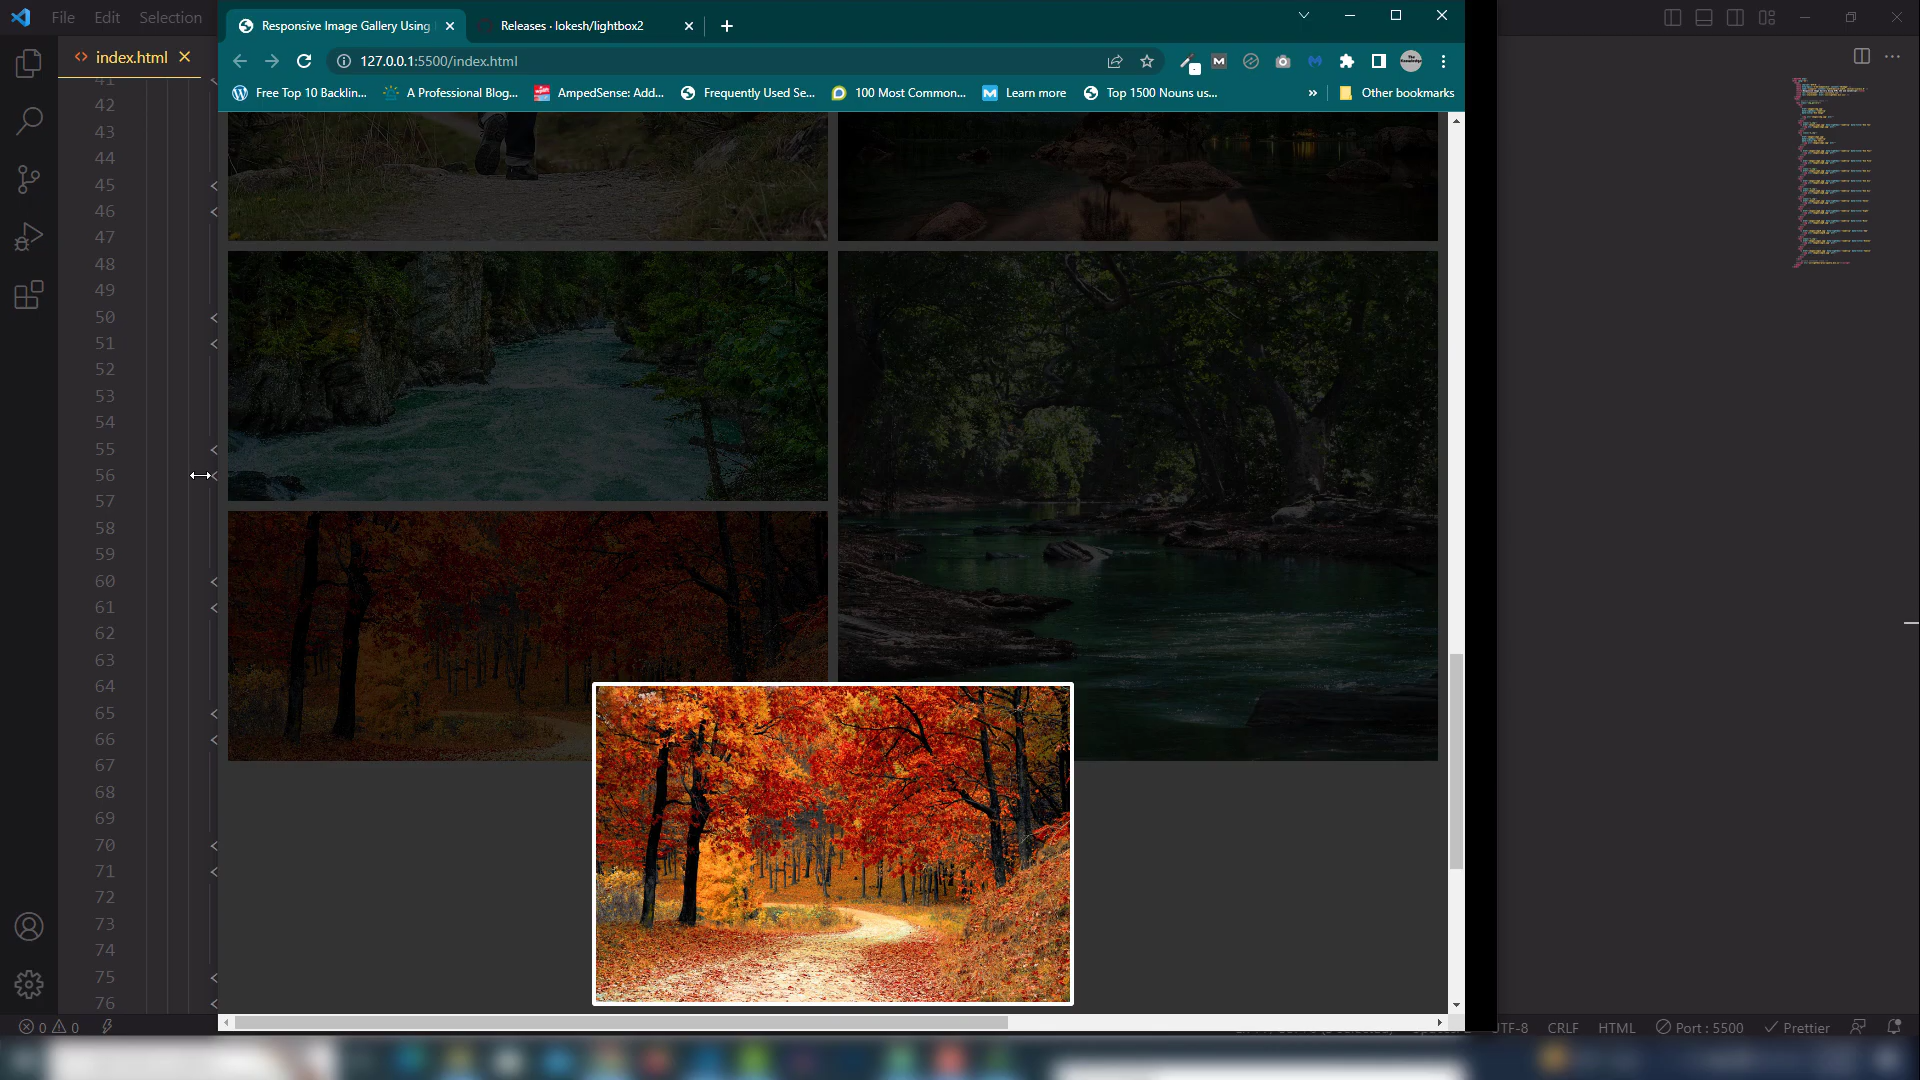 File Edit Selection
Responsive Image Gallery Using
Releases · lokesh/lightbox2
index.html
127.0.0.1:5500/index.html
Free Top 10 Backlin...
A Professional Blog...
AmpedSense: Add...
Frequently Used Se...
100 Most Common...
Learn more
Top 1500 Nouns us...
»
Other bookmarks
41
42
43
44
45 <
46 <
47
48
49
50 <
51 <
52
53
54
55 <
56 <
57
58
59
60 <
61 <
62
63
64
65 <
66 <
67
68
69
70 <
71 <
72
73
74
75 <
76 <
0 0
UTF-8 CRLF HTML Port : 5500 Prettier